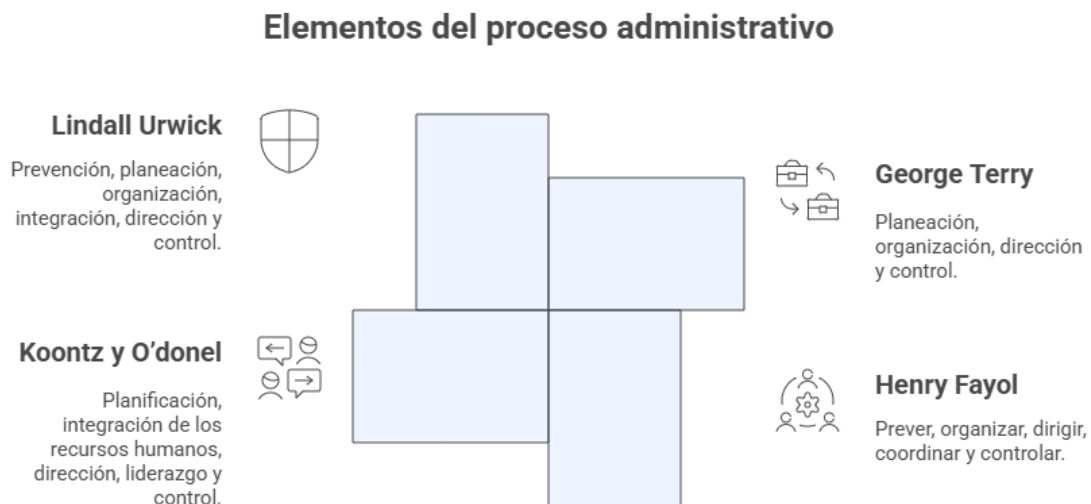 Elementos del proceso administrativo
Lindall Urwick
Prevención, planeación,
organización,
integración, dirección y
control.
George Terry
Planeación,
organización, dirección
y control.
Koontz y O’donel
Planificación,
integración de los
recursos humanos,
dirección, liderazgo y
control.
Henry Fayol
Prever, organizar, dirigir,
coordinar y controlar.